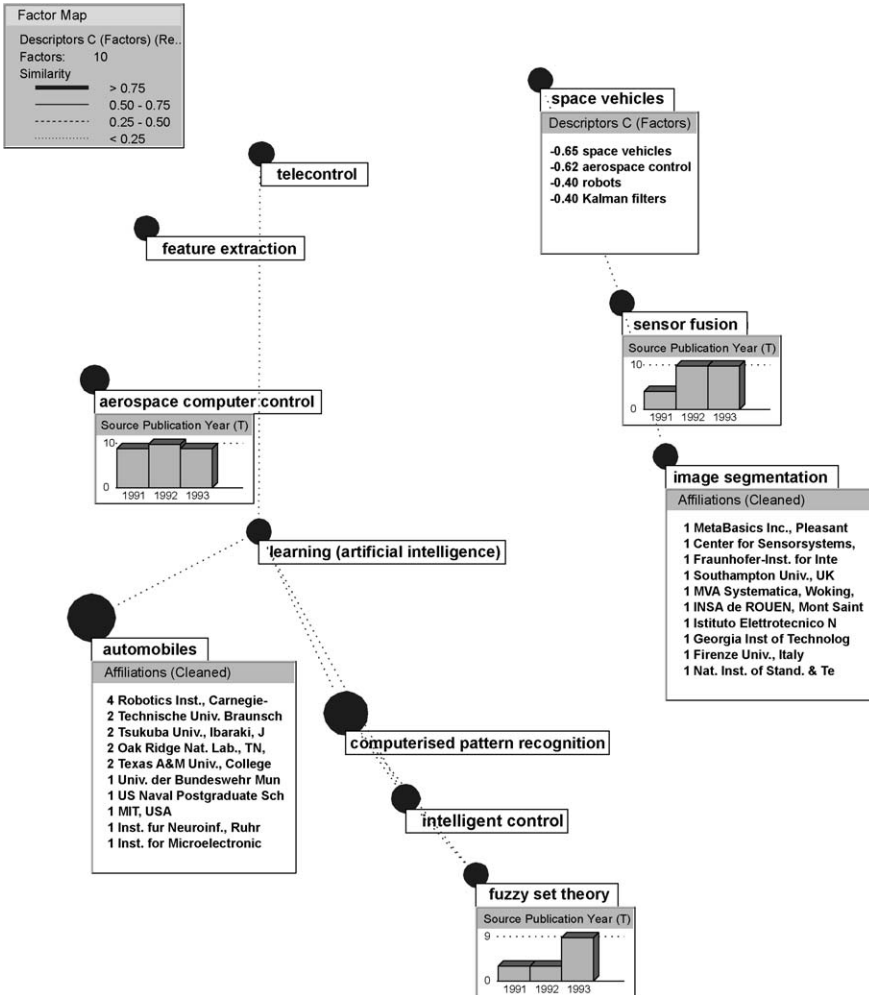 Factor Map
Descriptors C (Factors) (Re..
Factors: 10
Similarity
> 0.75
0.50 - 0.75
0.25 - 0.50
< 0.25
telecontrol
feature extraction
space vehicles
Descriptors C (Factors)
-0.65 space vehicles
-0.62 aerospace control
-0.40 robots
-0.40 Kalman filters
sensor fusion
Source Publication Year (T)
10
0
1991 1992 1993
aerospace computer control
Source Publication Year (T)
10
0
1991 1992 1993
image segmentation
Affiliations (Cleaned)
1 MetaBasics Inc., Pleasant
1 Center for Sensorsystems,
1 Fraunhofer-Inst. for Inte
1 Southampton Univ., UK
1 MVA Systematica, Woking,
1 INSA de ROUEN, Mont Saint
1 Istituto Elettrotecnico N
1 Georgia Inst of Technolog
1 Firenze Univ., Italy
1 Nat. Inst. of Stand. & Te
learning (artificial intelligence)
automobiles
Affiliations (Cleaned)
4 Robotics Inst., Carnegie-
2 Technische Univ. Braunsch
2 Tsukuba Univ., Ibaraki, J
2 Oak Ridge Nat. Lab., TN,
2 Texas A&M Univ., College
1 Univ. der Bundeswehr Mun
1 US Naval Postgraduate Sch
1 MIT, USA
1 Inst. fur Neuroinf., Ruhr
1 Inst. for Microelectronic
computerised pattern recognition
intelligent control
fuzzy set theory
Source Publication Year (T)
9
0
1991 1992 1993